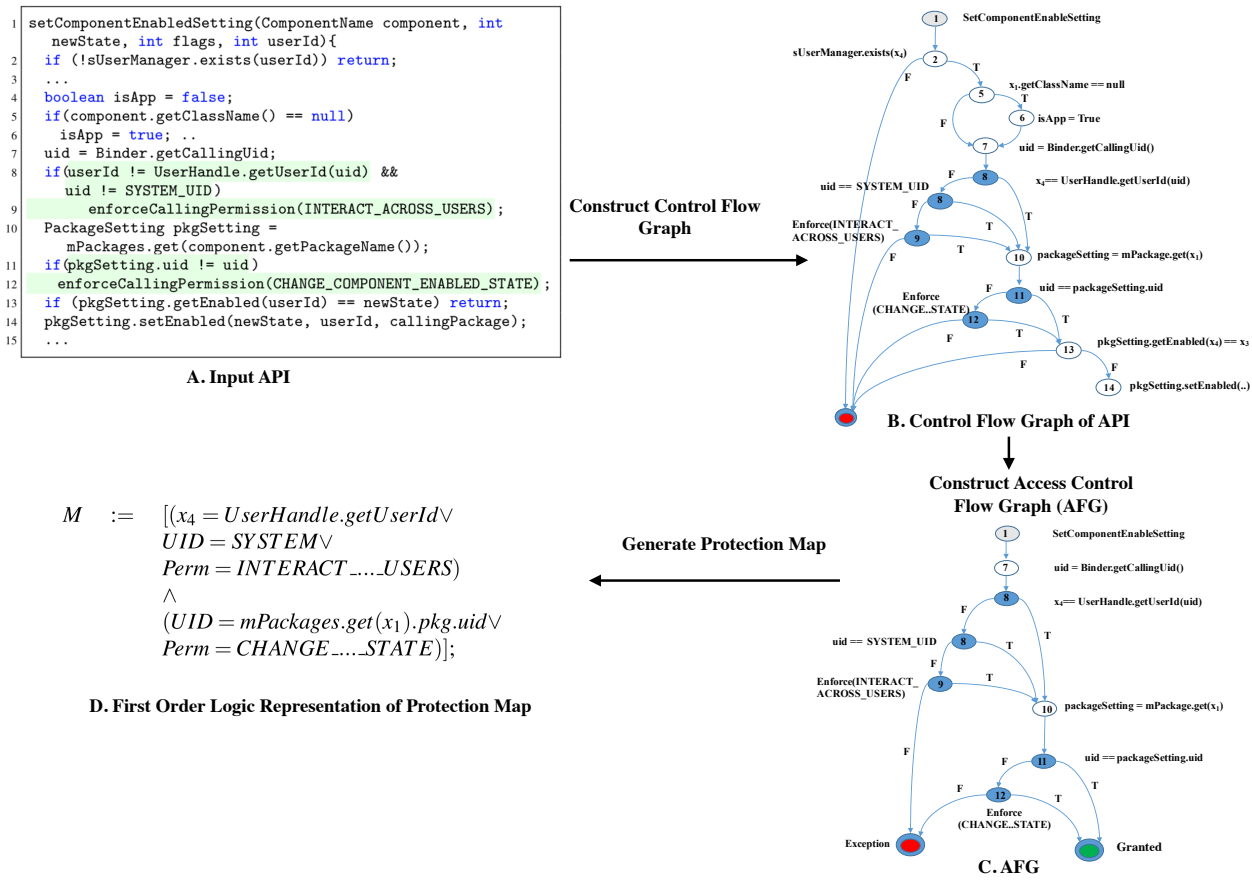 1 setComponentEnabledSetting(ComponentName component, int
newState, int flags, int userId){
2 if (!sUserManager.exists(userId)) return;
3 ...
4 boolean isApp = false;
5 if(component.getClassName() == null)
6 isApp = true; ..
7 uid = Binder.getCallingUid;
8 if(userId != UserHandle.getUserId(uid) &&
uid != SYSTEM_UID)
9 enforceCallingPermission(INTERACT_ACROSS_USERS);
10 PackageSetting pkgSetting =
mPackages.get(component.getPackageName());
11 if(pkgSetting.uid != uid)
12 enforceCallingPermission(CHANGE_COMPONENT_ENABLED_STATE);
13 if (pkgSetting.getEnabled(userId) == newState) return;
14 pkgSetting.setEnabled(newState, userId, callingPackage);
15 ...
A. Input API
Construct Control Flow
Graph
1 SetComponentEnableSetting
sUserManager.exists(x₄)
2
F
T
x₁.getClassName == null
5
T
6 isApp = True
F
7 uid = Binder.getCallingUid()
8 x₄== UserHandle.getUserId(uid)
F
uid == SYSTEM_UID
8
T
F
T
Enforce(INTERACT_
ACROSS_USERS)
9
T
F
10 packageSetting = mPackage.get(x₁)
11 uid == packageSetting.uid
F
Enforce
(CHANGE..STATE)
12
T
T
F
13 pkgSetting.getEnabled(x₄) == x₃
F
F
14 pkgSetting.setEnabled(..)
B. Control Flow Graph of API
Construct Access Control
Flow Graph (AFG)
1 SetComponentEnableSetting
7 uid = Binder.getCallingUid()
8 x₄== UserHandle.getUserId(uid)
F
T
uid == SYSTEM_UID
8
T
F
Enforce(INTERACT_
ACROSS_USERS)
9
T
10 packageSetting = mPackage.get(x₁)
F
11 uid == packageSetting.uid
F
T
F
12
T
Enforce
(CHANGE..STATE)
Exception
Granted
C. AFG
Generate Protection Map
M := [(x₄ = UserHandle.getUserId∨
UID = SYSTEM∨
Perm = INTERACT_..._USERS)
∧
(UID = mPackages.get(x₁).pkg.uid∨
Perm = CHANGE_..._STATE)];
D. First Order Logic Representation of Protection Map